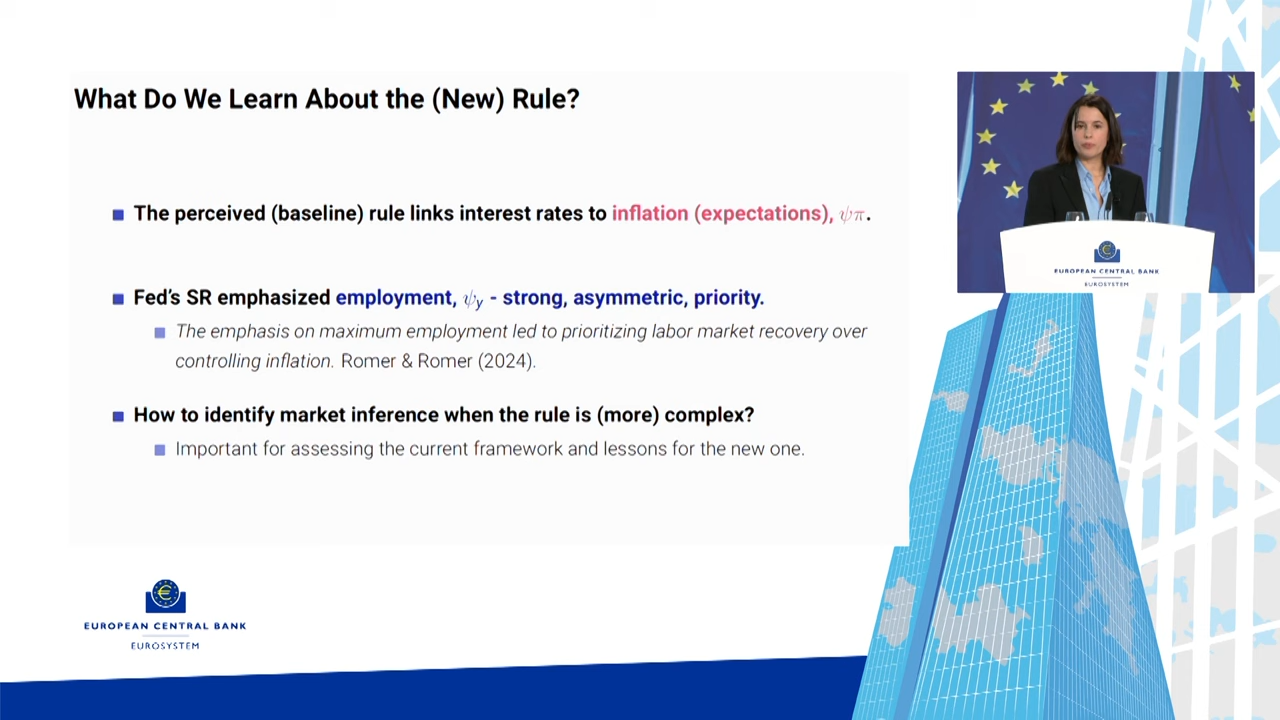 What Do We Learn About the (New) Rule?
The perceived (baseline) rule links interest rates to inflation (expectations), ψπ.
Fed's SR emphasized employment, ψy - strong, asymmetric, priority.
The emphasis on maximum employment led to prioritizing labor market recovery over
controlling inflation. Romer & Romer (2024).
How to identify market inference when the rule is (more) complex?
Important for assessing the current framework and lessons for the new one.
EUROPEAN CENTRAL BANK
EUROSYSTEM
EUROPEAN CENTRAL BANK
EUROSYSTEM